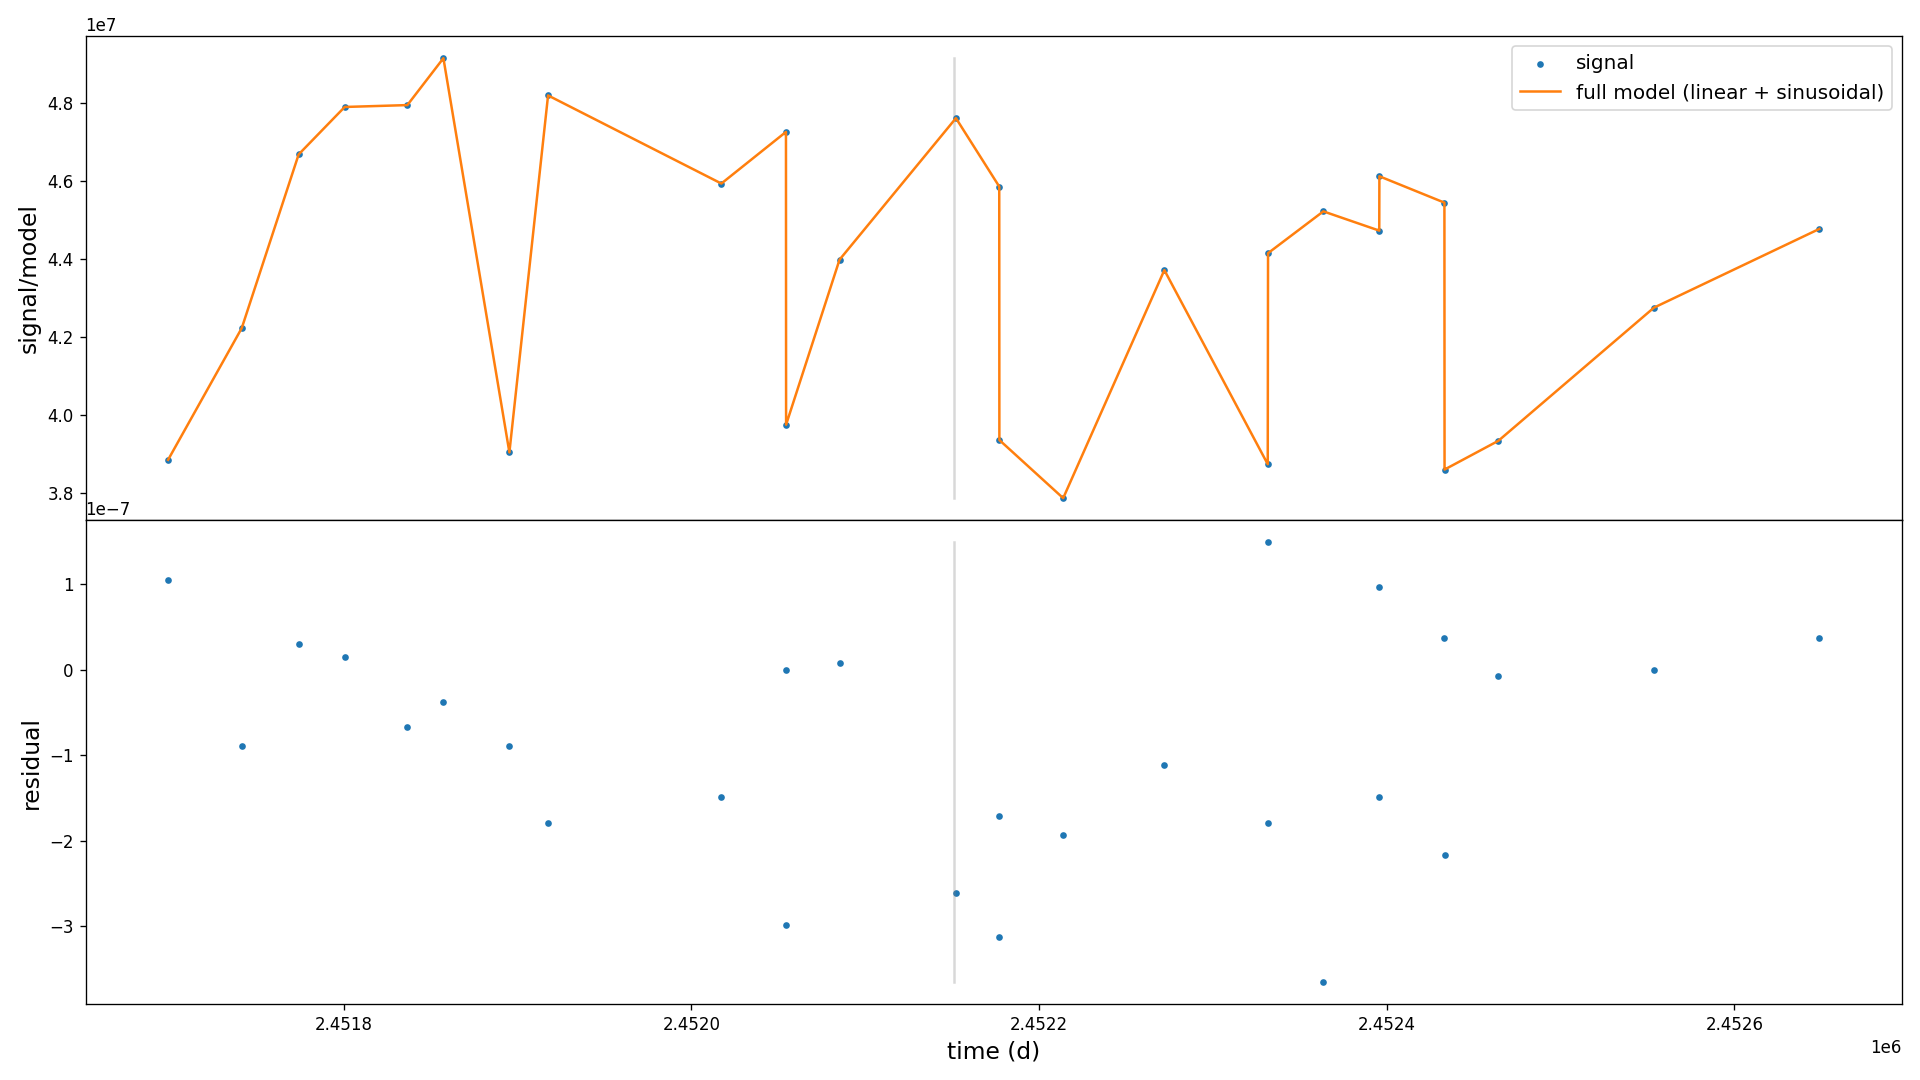 1e7
signal
full model (linear + sinusoidal)
4.8
4.6
4.4
4.2
4.0
3.8
signal/model
1e−7
1
0
−1
−2
−3
residual
2.4518
2.4520
2.4522
2.4524
2.4526
time (d)
1e6